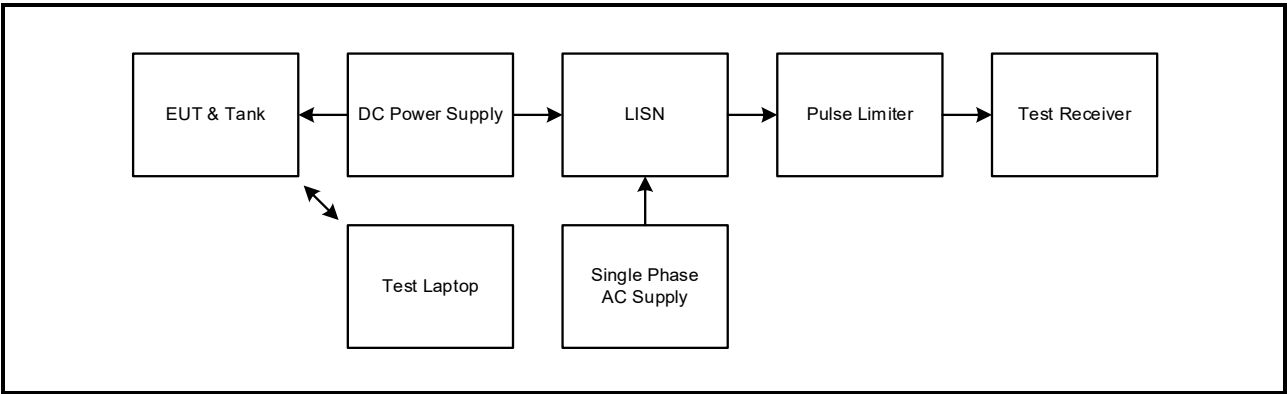 EUT & Tank
DC Power Supply
LISN
Pulse Limiter
Test Receiver
Test Laptop
Single Phase
AC Supply